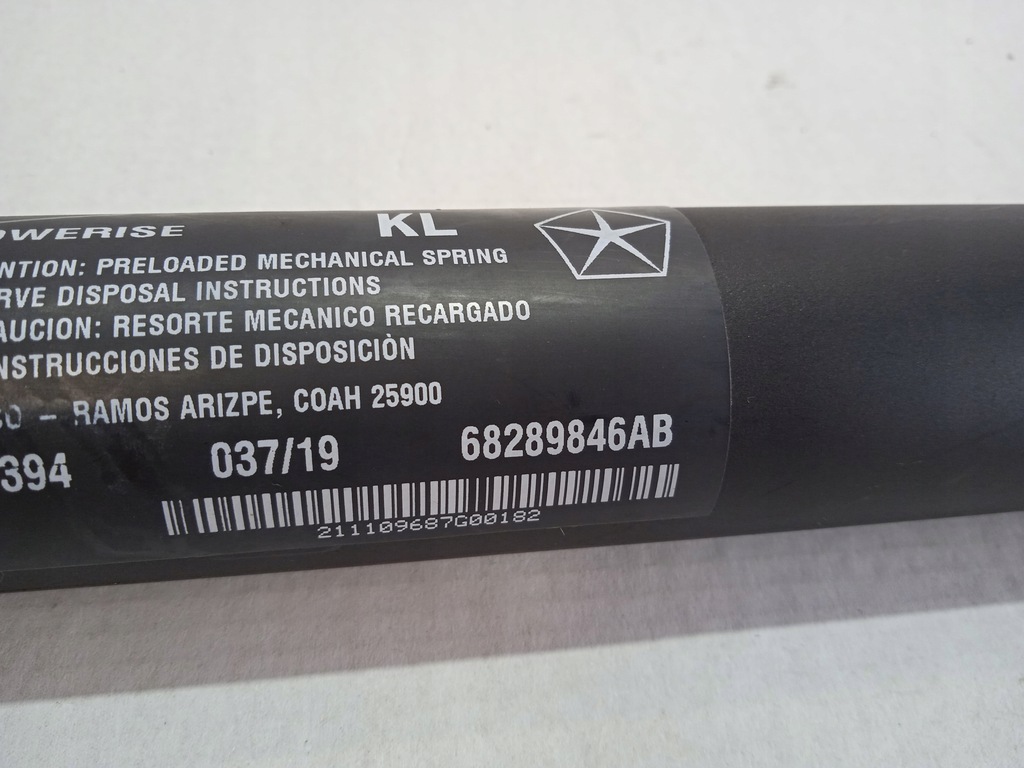 OWERISE KL
NTION: PRELOADED MECHANICAL SPRING
RVE DISPOSAL INSTRUCTIONS
AUCION: RESORTE MECANICO RECARGADO
NSTRUCCIONES DE DISPOSICIÒN
- RAMOS ARIZPE, COAH 25900
394 037/19 68289846AB
211109687G00182